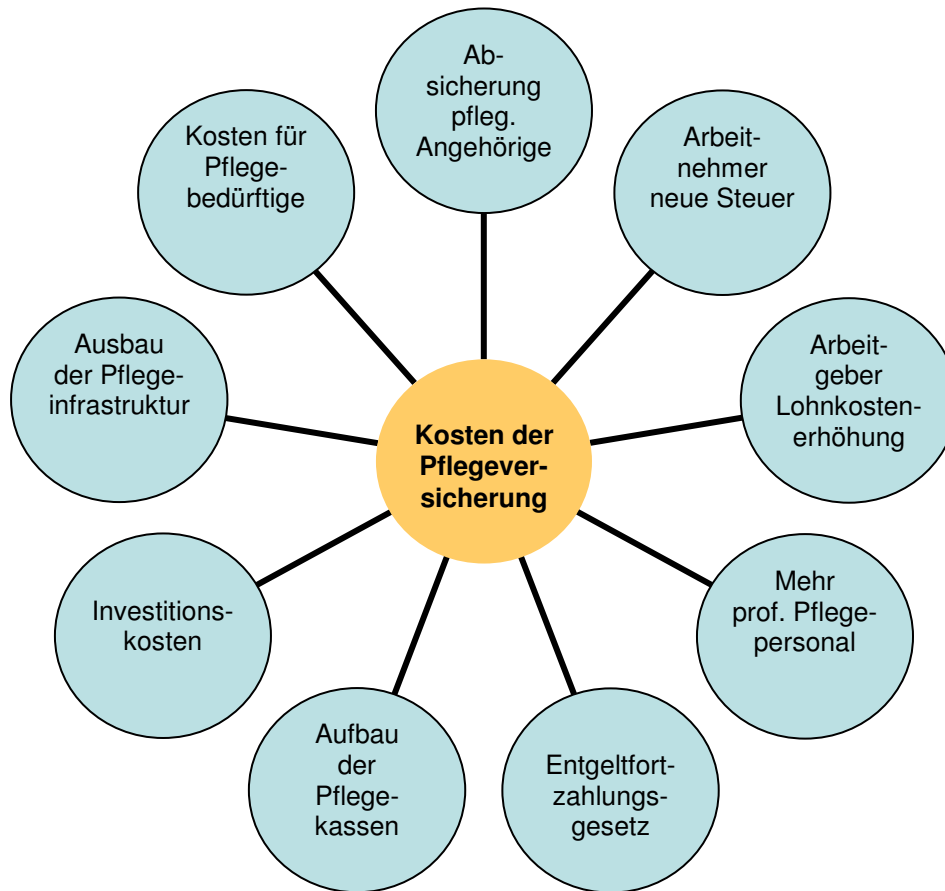 Ab-
sicherung
pfleg.
Angehörige
Arbeit-
nehmer
neue Steuer
Arbeit-
geber
Lohnkosten-
erhöhung
Mehr
prof. Pflege-
personal
Entgeltfort-
zahlungs-
gesetz
Aufbau
der
Pflege-
kassen
Investitions-
kosten
Ausbau
der Pflege-
infrastruktur
Kosten für
Pflege-
bedürftige
Kosten der
Pflegever-
sicherung